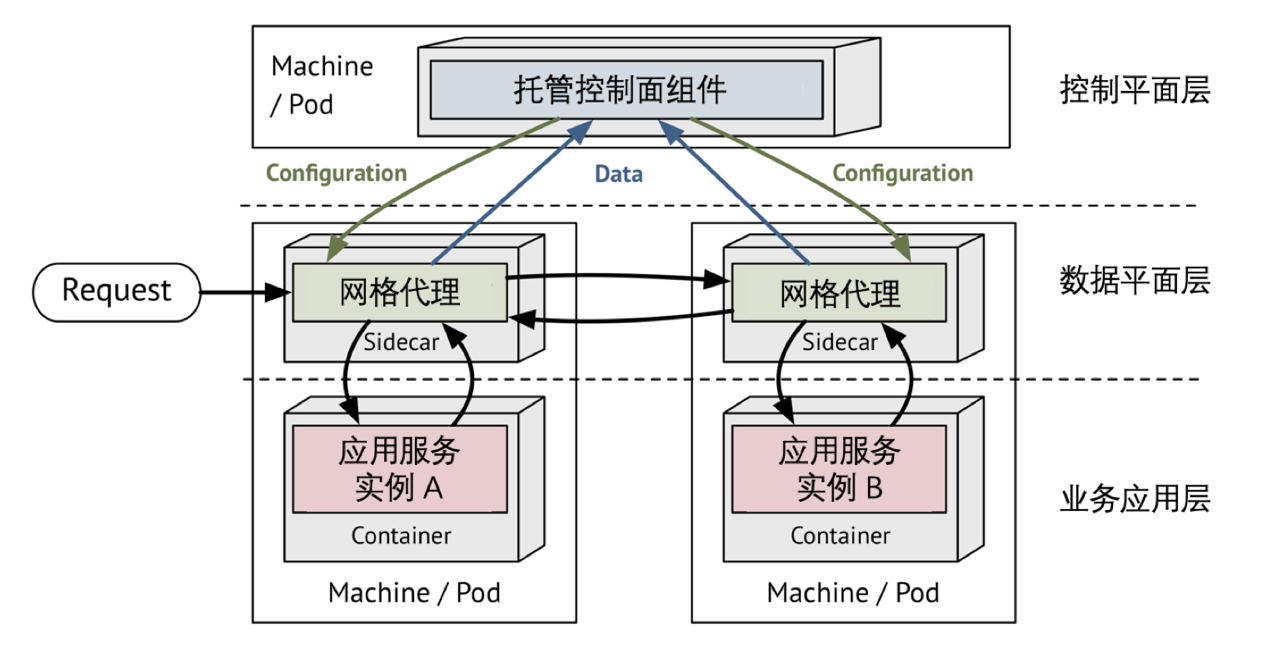 Machine
/ Pod
托管控制面组件
控制平面层
Configuration
Data
Configuration
Request
网格代理
Sidecar
网格代理
Sidecar
数据平面层
应用服务
实例 A
Container
Machine / Pod
应用服务
实例 B
Container
Machine / Pod
业务应用层